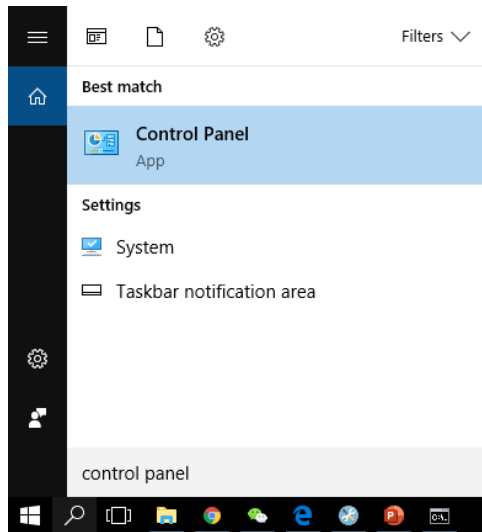 Filters
Best match
Control Panel
App
Settings
System
Taskbar notification area
control panel